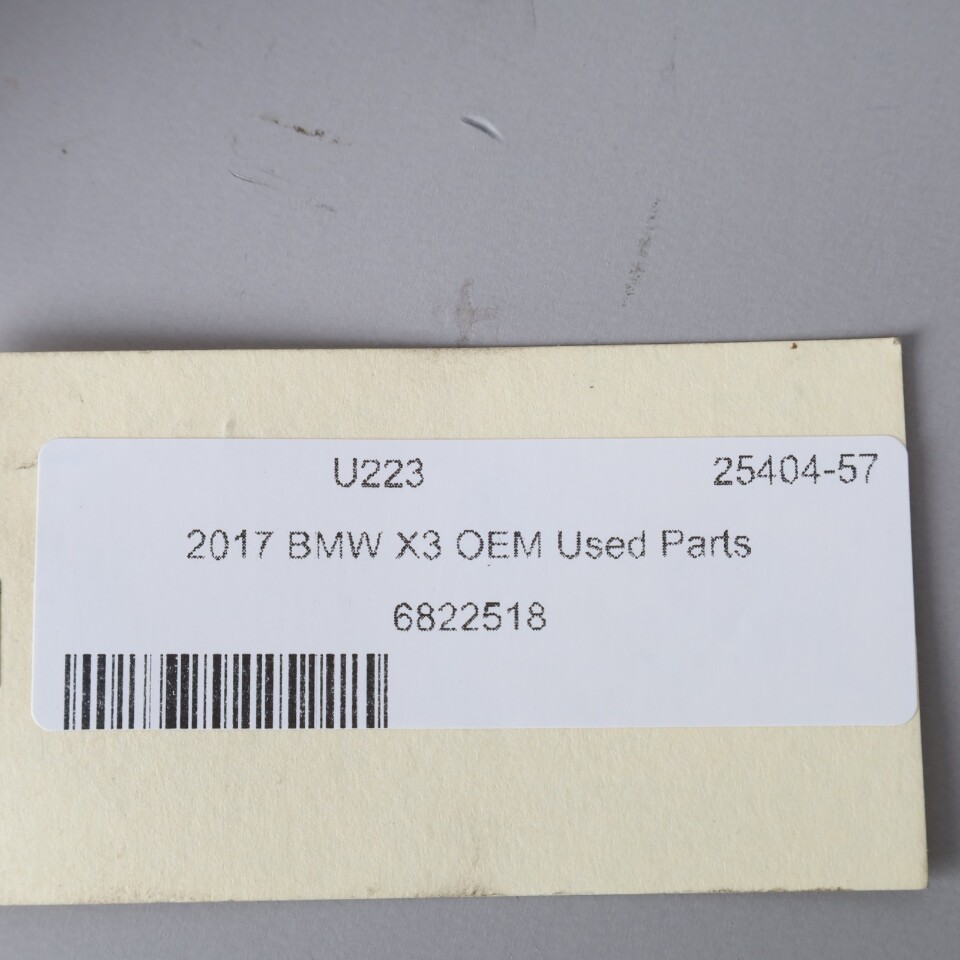 U223 25404-57
2017 BMW X3 OEM Used Parts
6822518